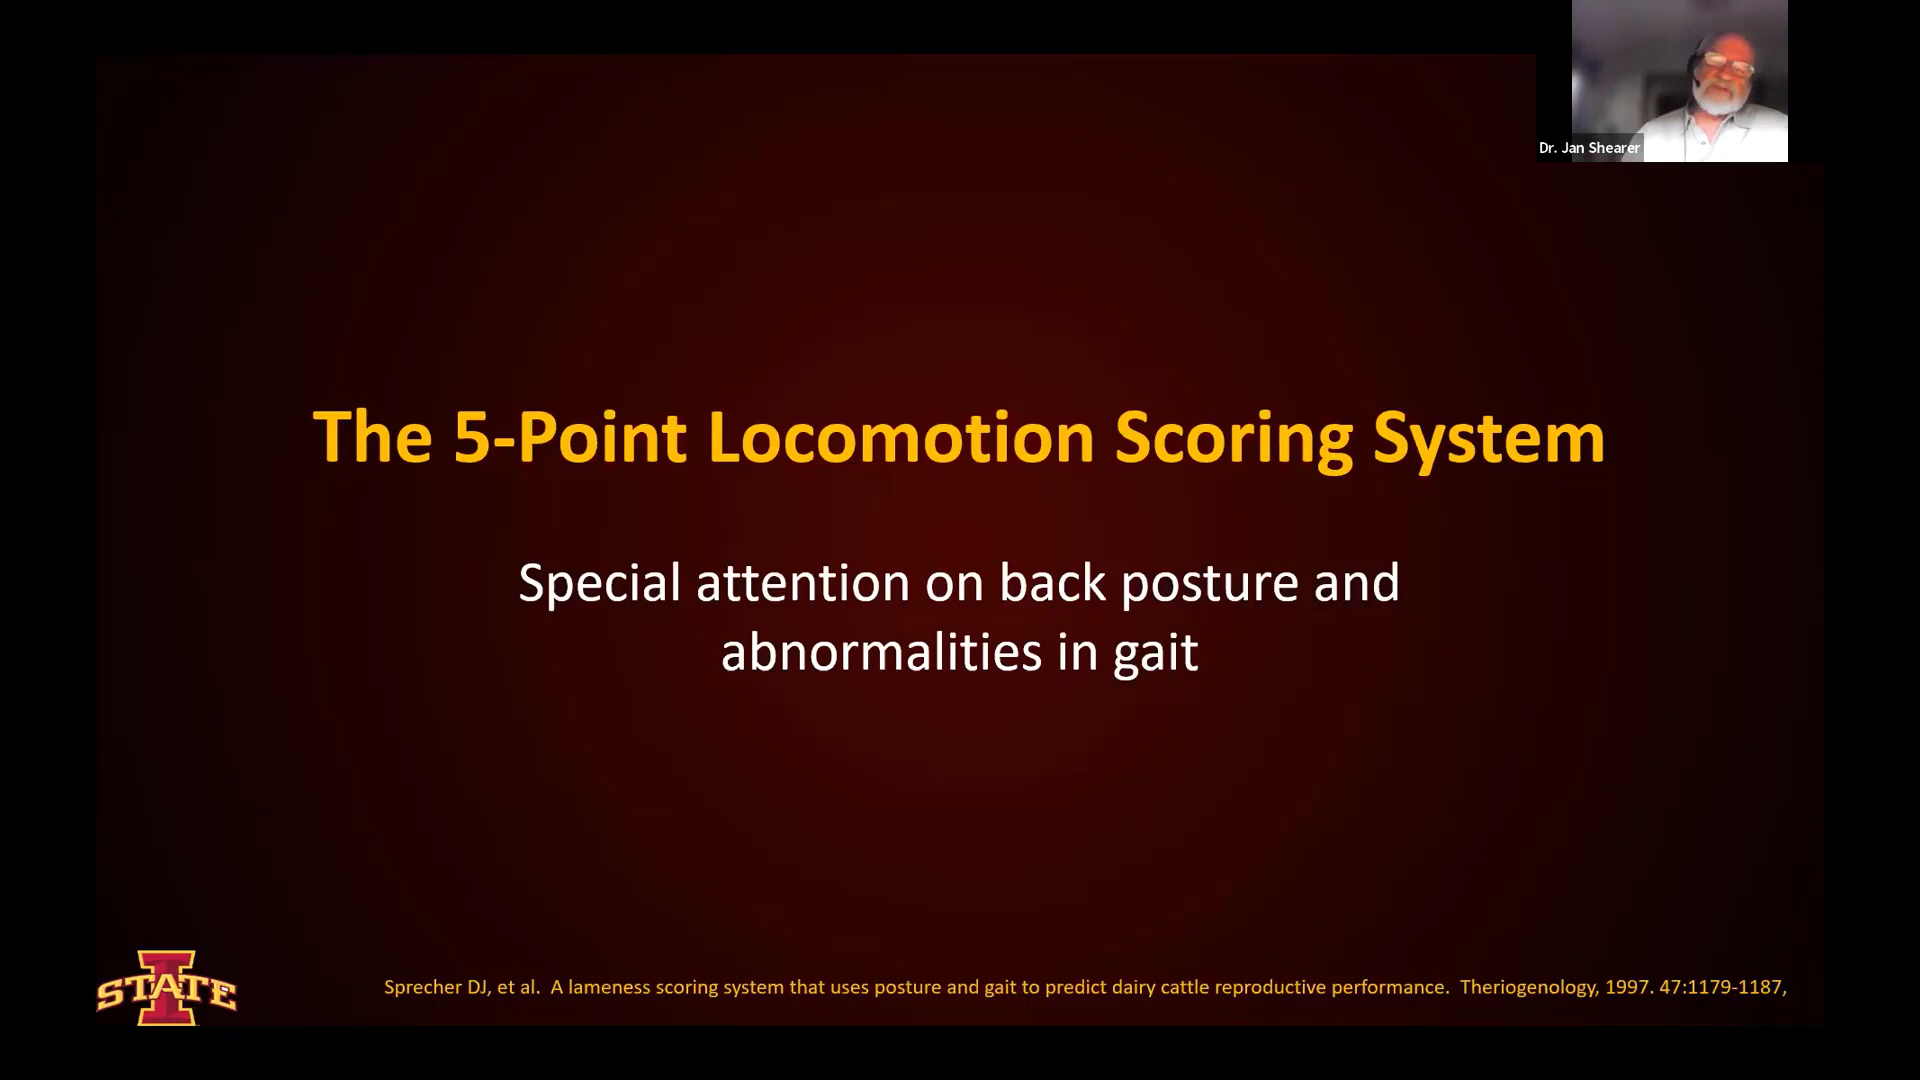 Dr. Jan Shearer
The 5-Point Locomotion Scoring System
Special attention on back posture and
abnormalities in gait
I
STATE
Sprecher DJ, et al.  A lameness scoring system that uses posture and gait to predict dairy cattle reproductive performance.  Theriogenology, 1997. 47:1179-1187,